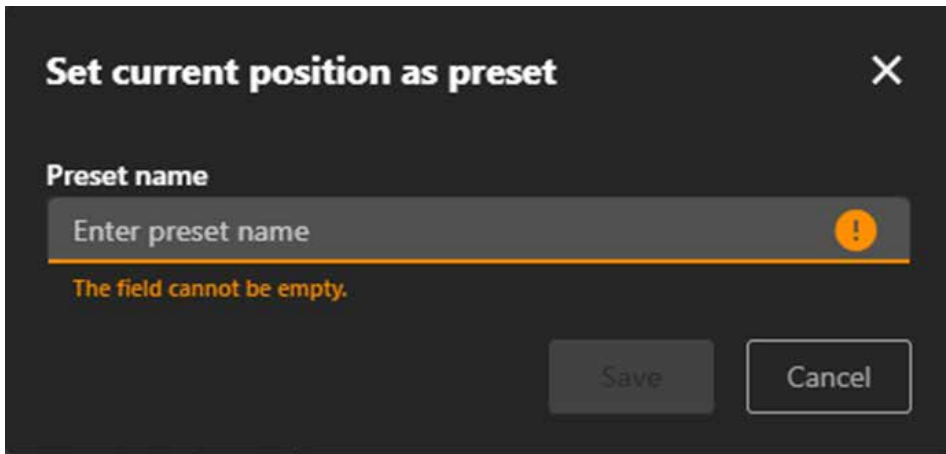 Set current position as preset
Preset name
Enter preset name
The field cannot be empty.
Save
Cancel